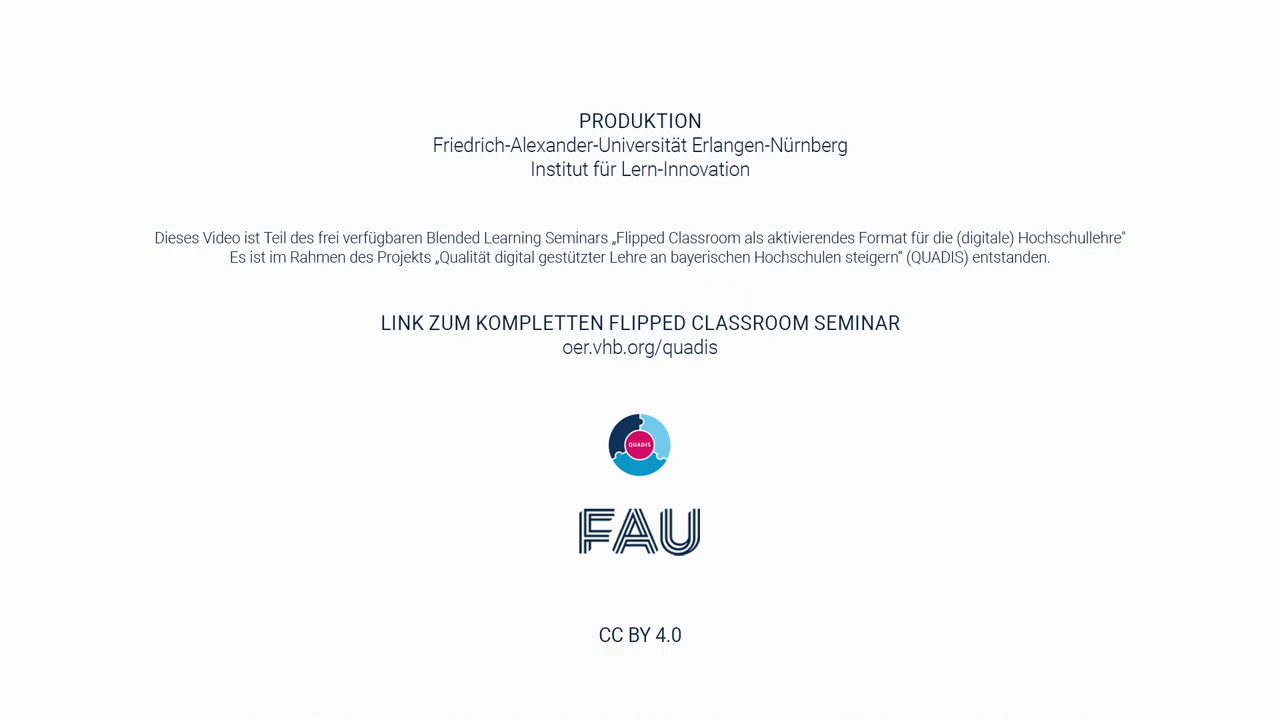 PRODUKTION
Friedrich-Alexander-Universität Erlangen-Nürnberg
Institut für Lern-Innovation
Dieses Video ist Teil des frei verfügbaren Blended Learning Seminars „Flipped Classroom als aktivierendes Format für die (digitale) Hochschullehre"
Es ist im Rahmen des Projekts „Qualität digital gestützter Lehre an bayerischen Hochschulen steigern“ (QUADIS) entstanden.
LINK ZUM KOMPLETTEN FLIPPED CLASSROOM SEMINAR
oer.vhb.org/quadis
QUADIS
FAU
CC BY 4.0